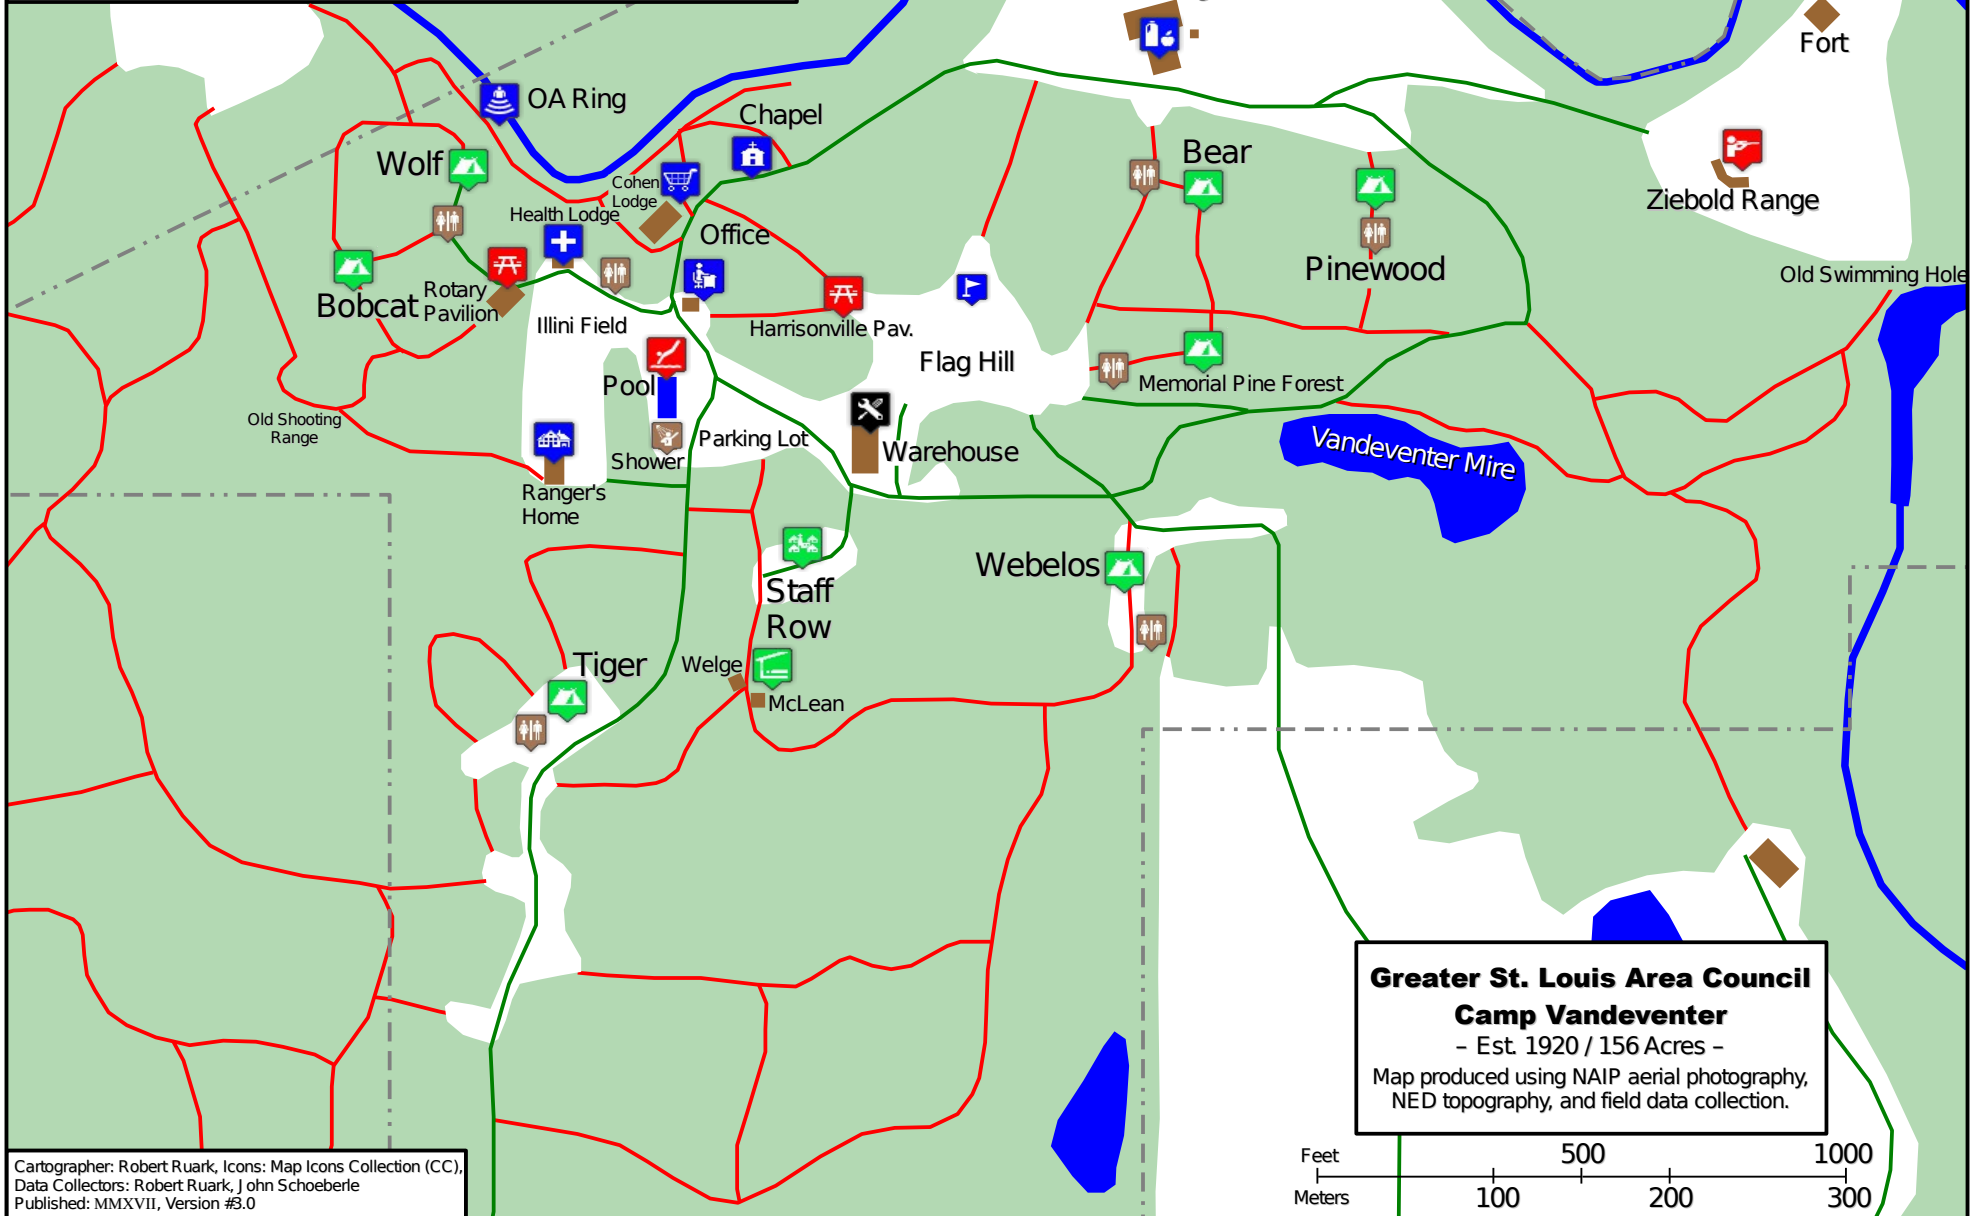 Fort
OA Ring
Chapel
Wolf
Bear
Cohen
Lodge
Ziebold Range
Health Lodge
Office
Pinewood
Old Swimming Hole
Bobcat
Rotary
Pavilion
Illini Field
Harrisonville Pav.
Flag Hill
Pool
Memorial Pine Forest
Old Shooting
Range
Parking Lot
Warehouse
Vandeventer Mire
Shower
Ranger's
Home
Webelos
Staff
Row
Tiger
Welge
McLean
Greater St. Louis Area Council
Camp Vandeventer
– Est. 1920 / 156 Acres –
Map produced using NAIP aerial photography,
NED topography, and field data collection.
Feet 500 1000
Meters 100 200 300
Cartographer: Robert Ruark, Icons: Map Icons Collection (CC),
Data Collectors: Robert Ruark, John Schoeberle
Published: MMXVII, Version #3.0